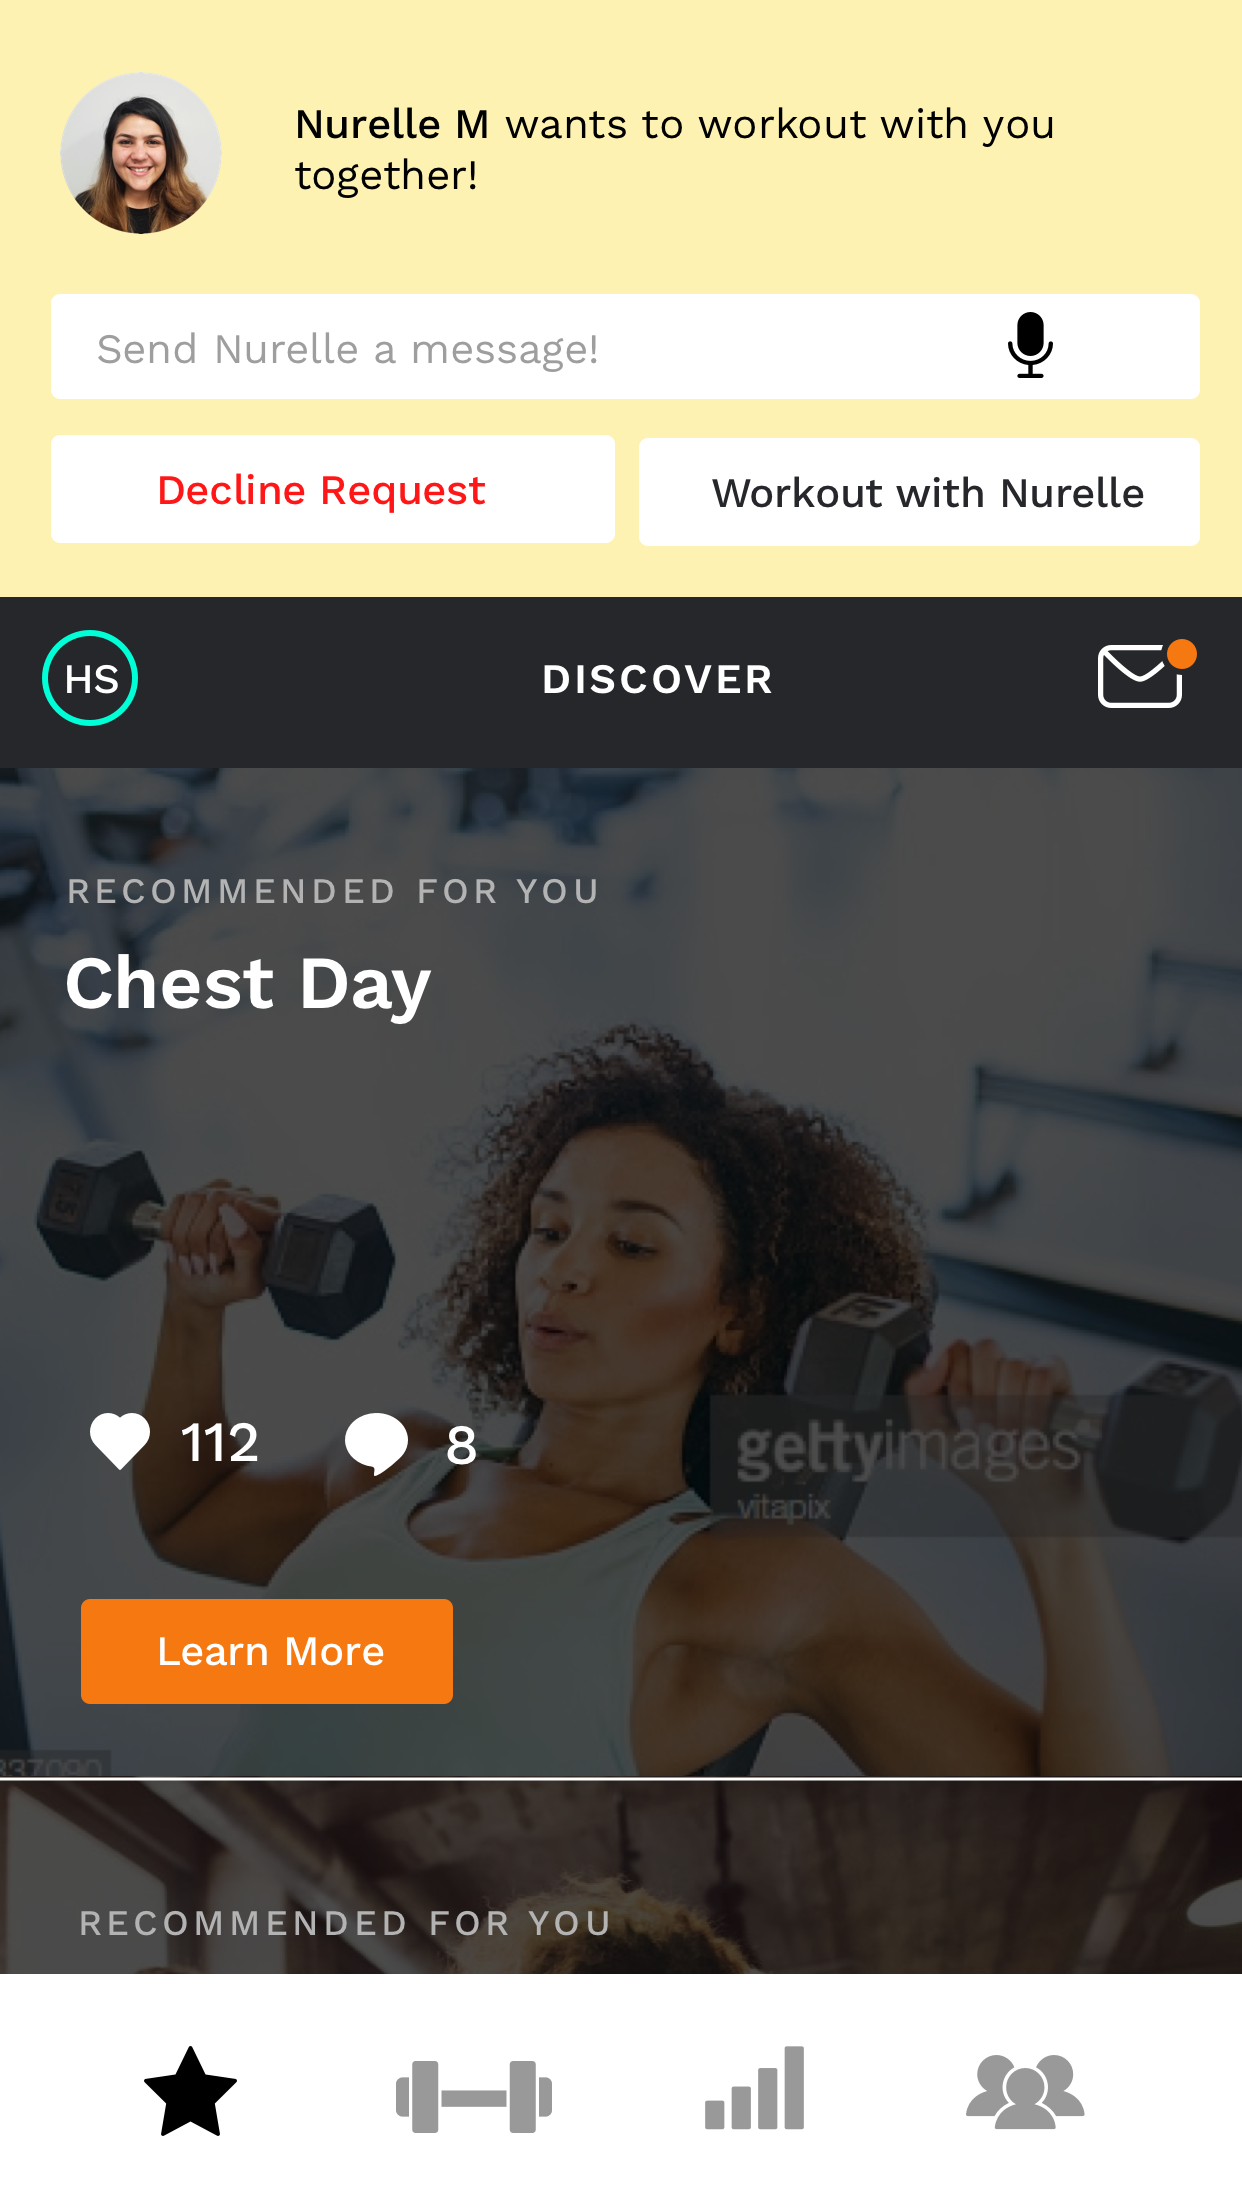 Nurelle M wants to workout with you
together!
Send Nurelle a message!
Decline Request
Workout with Nurelle
HS
DISCOVER
RECOMMENDED FOR YOU
Chest Day
112
8
gettyimages
vitapix
Learn More
337090
RECOMMENDED FOR YOU